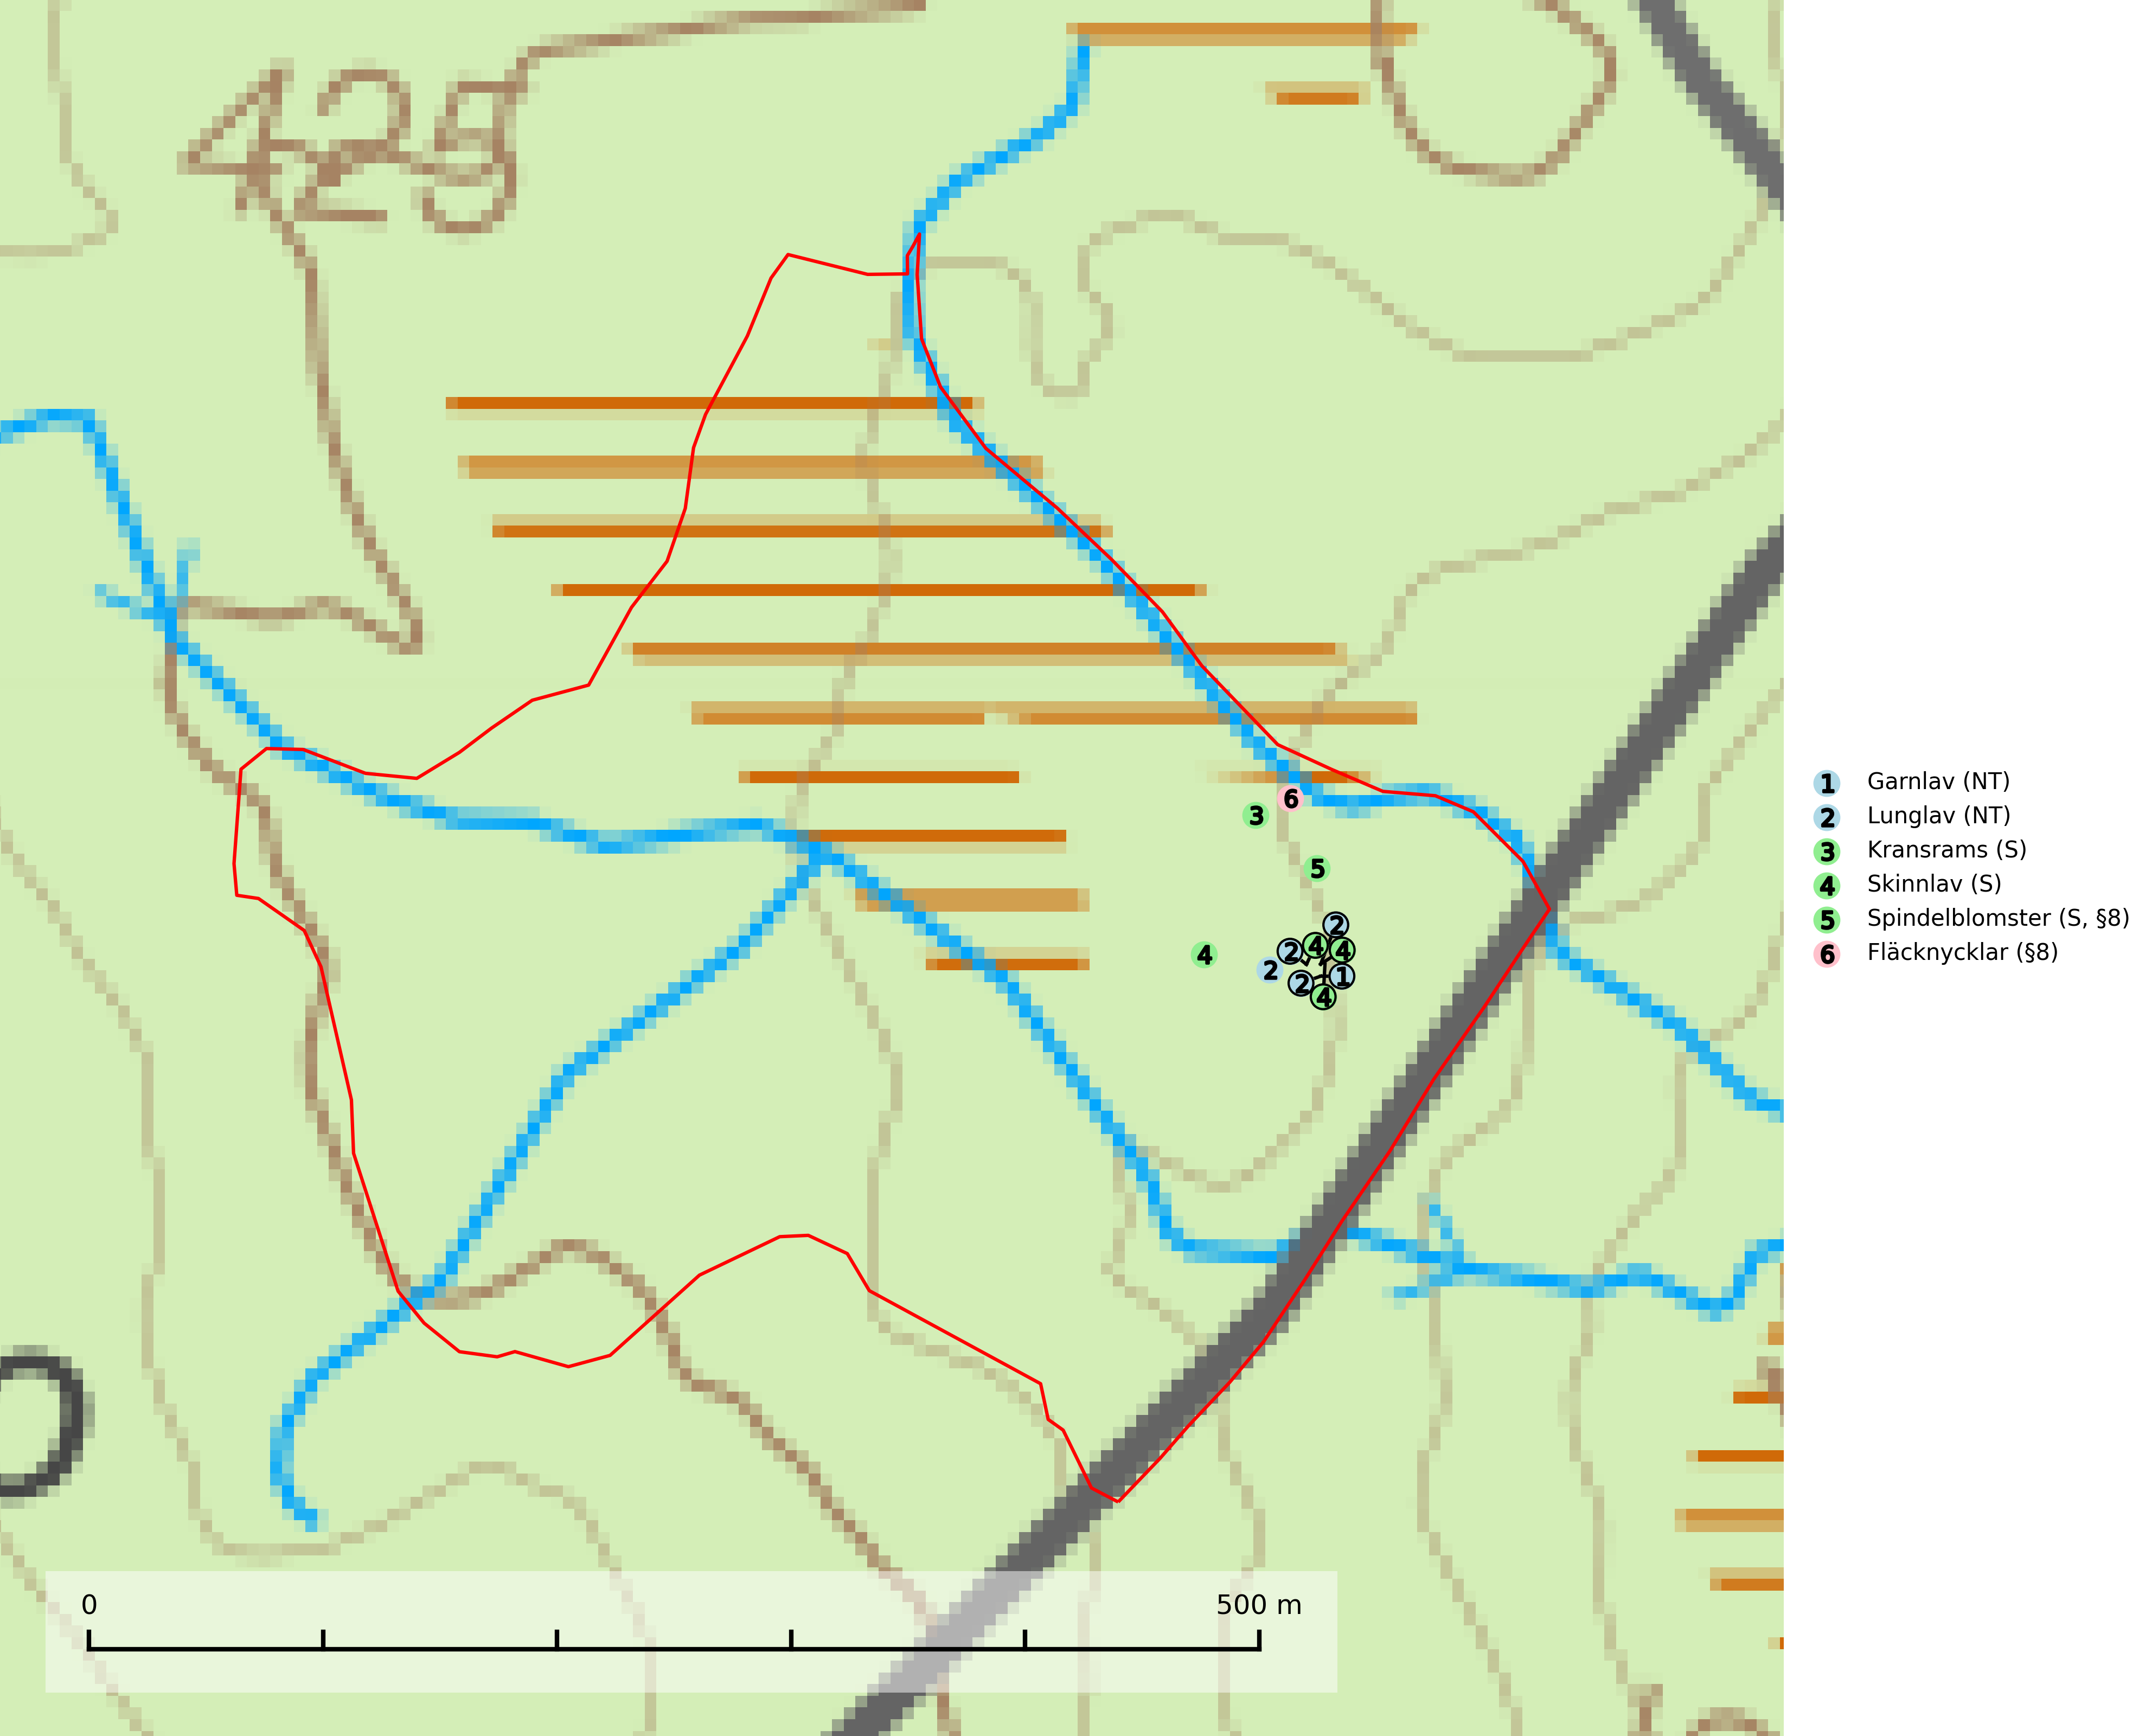 425
3
6
5
2
4
2
4
4
2
2
1
4
0
500 m
1 Garnlav (NT)
2 Lunglav (NT)
3 Kransrams (S)
4 Skinnlav (S)
5 Spindelblomster (S, §8)
6 Fläcknycklar (§8)